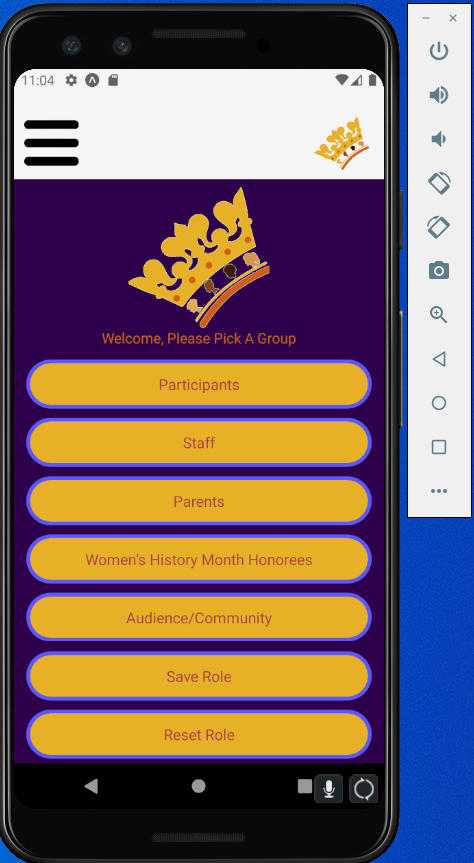 11:04
Welcome, Please Pick A Group
Participants
Staff
Parents
Women's History Month Honorees
Audience/Community
Save Role
Reset Role